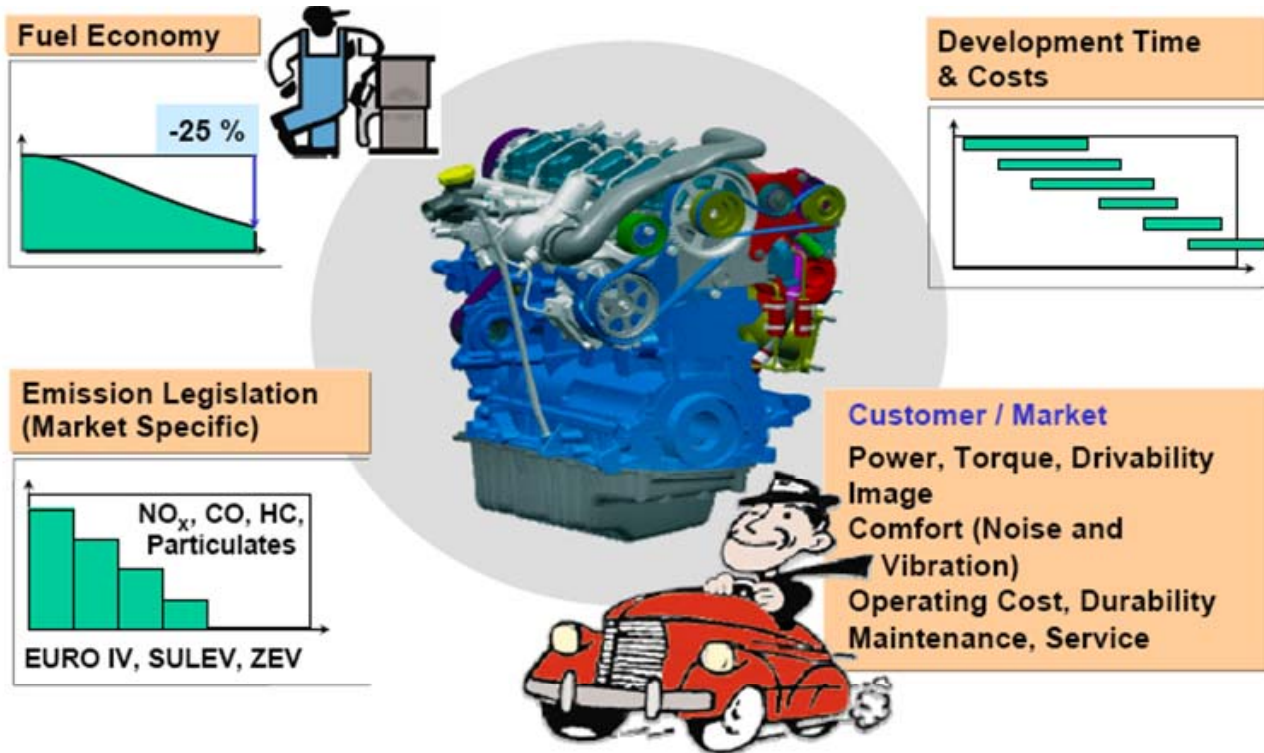 Fuel Economy
-25 %
Development Time
& Costs
Emission Legislation
(Market Specific)
NOx, CO, HC,
Particulates
EURO IV, SULEV, ZEV
Customer / Market
Power, Torque, Drivability
Image
Comfort (Noise and
Vibration)
Operating Cost, Durability
Maintenance, Service